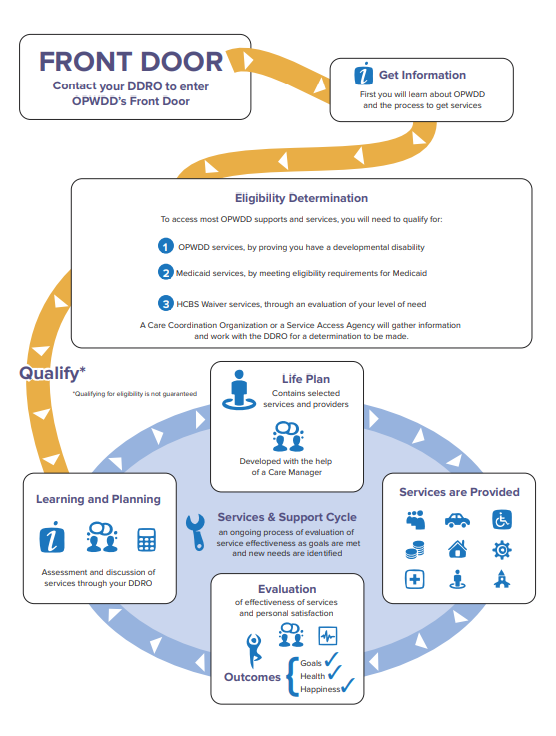 FRONT DOOR
Contact your DDRO to enter
OPWDD's Front Door
Get Information
First you will learn about OPWDD
and the process to get services
Eligibility Determination
To access most OPWDD supports and services, you will need to qualify for:
1 OPWDD services, by proving you have a developmental disability
2 Medicaid services, by meeting eligibility requirements for Medicaid
3 HCBS Waiver services, through an evaluation of your level of need
A Care Coordination Organization or a Service Access Agency will gather information
and work with the DDRO for a determination to be made.
Qualify*
*Qualifying for eligibility is not guaranteed
Life Plan
Contains selected
services and providers
Developed with the help
of a Care Manager
Learning and Planning
Assessment and discussion of
services through your DDRO
Services & Support Cycle
an ongoing process of evaluation of
service effectiveness as goals are met
and new needs are identified
Services are Provided
Evaluation
of effectiveness of services
and personal satisfaction
Outcomes
Goals
Health
Happiness